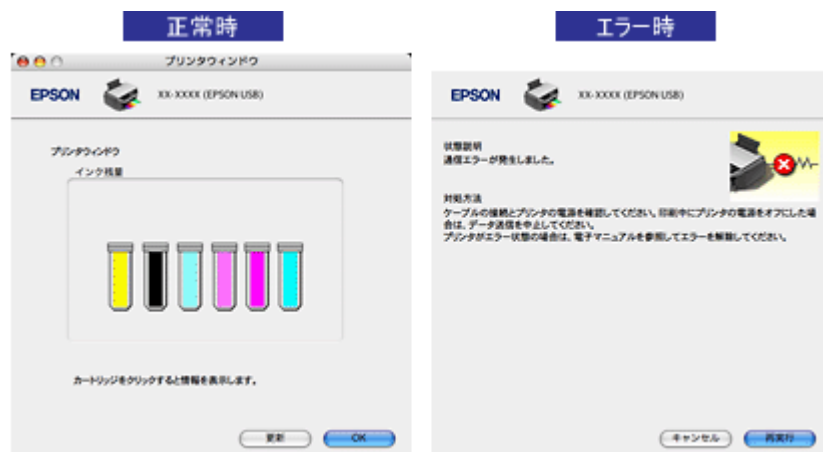 正常時
プリンタウィンドウ
EPSON
XX-XXXX (EPSON USB)
プリンタウィンドウ
インク残量
カートリッジをクリックすると情報を表示します。
更新
OK
エラー時
EPSON
XX-XXXX (EPSON USB)
状態説明
通信エラーが発生しました。
対処方法
ケーブルの接続とプリンタの電源を確認してください。印刷中にプリンタの電源をオフにした場
合は、データ送信を中止してください。
プリンタがエラー状態の場合は、電子マニュアルを参照してエラーを解除してください。
キャンセル
再実行